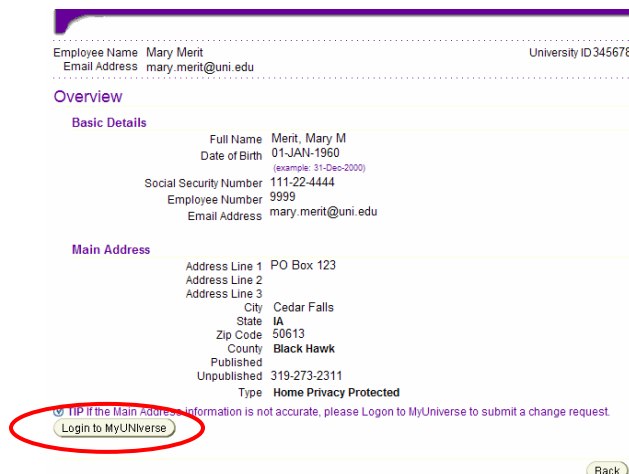 Employee Name Mary Merit University ID 345678
Email Address mary.merit@uni.edu
Overview
Basic Details
Full Name Merit, Mary M
Date of Birth 01-JAN-1960
(example: 31-Dec-2000)
Social Security Number 111-22-4444
Employee Number 9999
Email Address mary.merit@uni.edu
Main Address
Address Line 1 PO Box 123
Address Line 2
Address Line 3
City Cedar Falls
State IA
Zip Code 50613
County Black Hawk
Published
Unpublished 319-273-2311
Type Home Privacy Protected
TIP If the Main Address information is not accurate, please Logon to MyUniverse to submit a change request.
Login to MyUNIverse
Back